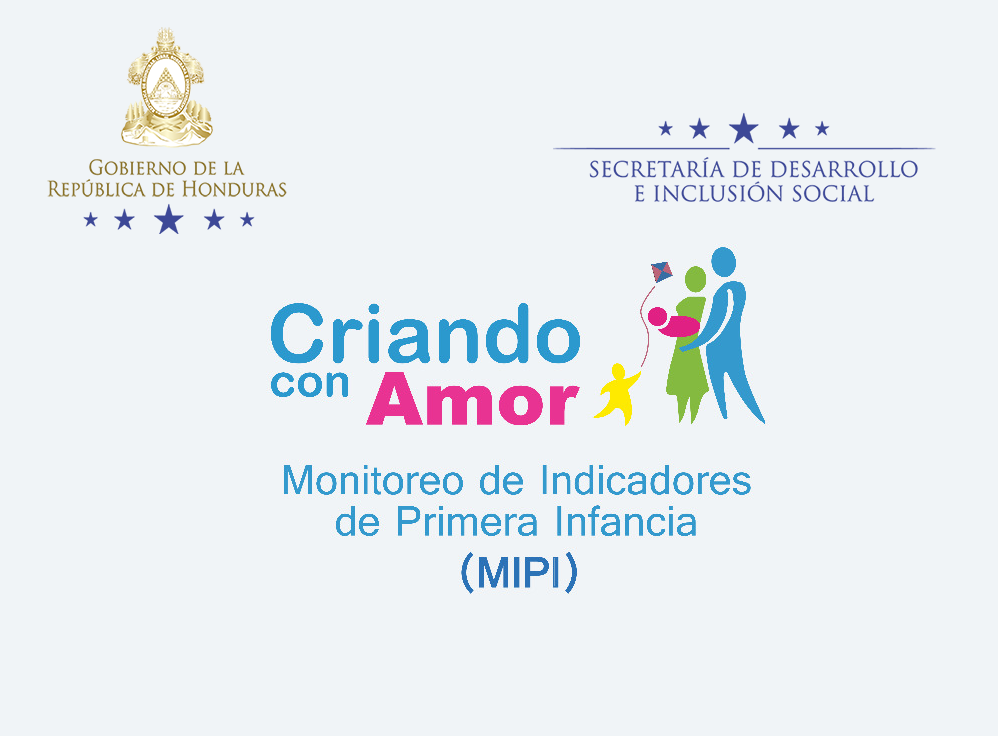 GOBIERNO DE LA
REPÚBLICA DE HONDURAS
SECRETARÍA DE DESARROLLO
E INCLUSIÓN SOCIAL
Criando
con Amor
Monitoreo de Indicadores
de Primera Infancia
(MIPI)